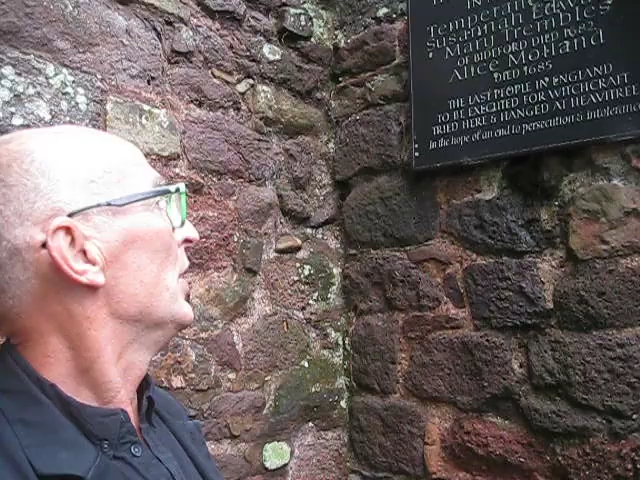 Temperance
Susannah Edwa
Mary Trembles
OF BIDEFORD DIED 1682
Alice Molland
DIED 1685
THE LAST PEOPLE IN ENGLAND
TO BE EXECUTED FOR WITCHCRAFT
TRIED HERE & HANGED AT HEAVITREE
In the hope of an end to persecution & intolerance